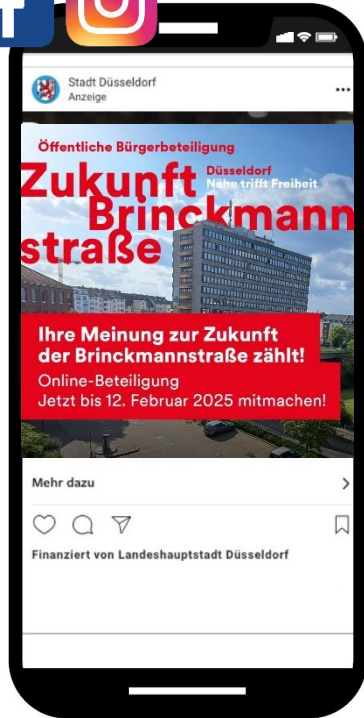 Stadt Düsseldorf
Anzeige
Öffentliche Bürgerbeteiligung
Zukunft
Brinckmann
straße
Düsseldorf
Nähe trifft Freiheit
Ihre Meinung zur Zukunft
der Brinckmannstraße zählt!
Online-Beteiligung
Jetzt bis 12. Februar 2025 mitmachen!
Mehr dazu
Finanziert von Landeshauptstadt Düsseldorf